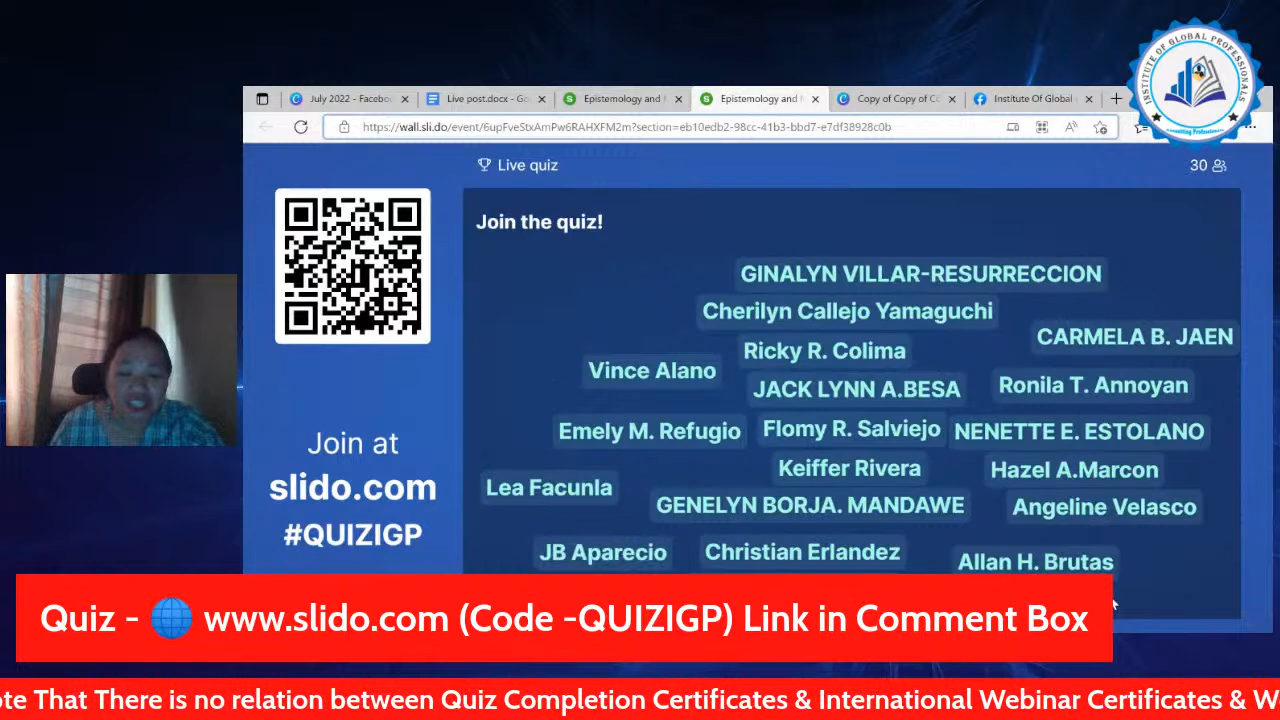 INSTITUTE OF GLOBAL PROFESSIONALS
Consulting Professionals
July 2022 - Facebo
Live post.docx - Go
Epistemology and
Epistemology and
Copy of Copy of C
Institute Of Global
https://wall.sli.do/event/6upFveStxAmPw6RAHXFM2m?section=eb10edb2-98cc-41b3-bbd7-e7df38928c0b
Live quiz
30
Join the quiz!
GINALYN VILLAR-RESURRECCION
Cherilyn Callejo Yamaguchi
CARMELA B. JAEN
Ricky R. Colima
Vince Alano
JACK LYNN A.BESA
Ronila T. Annoyan
Emely M. Refugio
Flomy R. Salviejo
NENETTE E. ESTOLANO
Keiffer Rivera
Hazel A.Marcon
Lea Facunla
GENELYN BORJA. MANDAWE
Angeline Velasco
JB Aparecio
Christian Erlandez
Allan H. Brutas
Join at
slido.com
#QUIZIGP
Quiz - 🌐 www.slido.com (Code -QUIZIGP) Link in Comment Box
ote That There is no relation between Quiz Completion Certificates & International Webinar Certificates & W